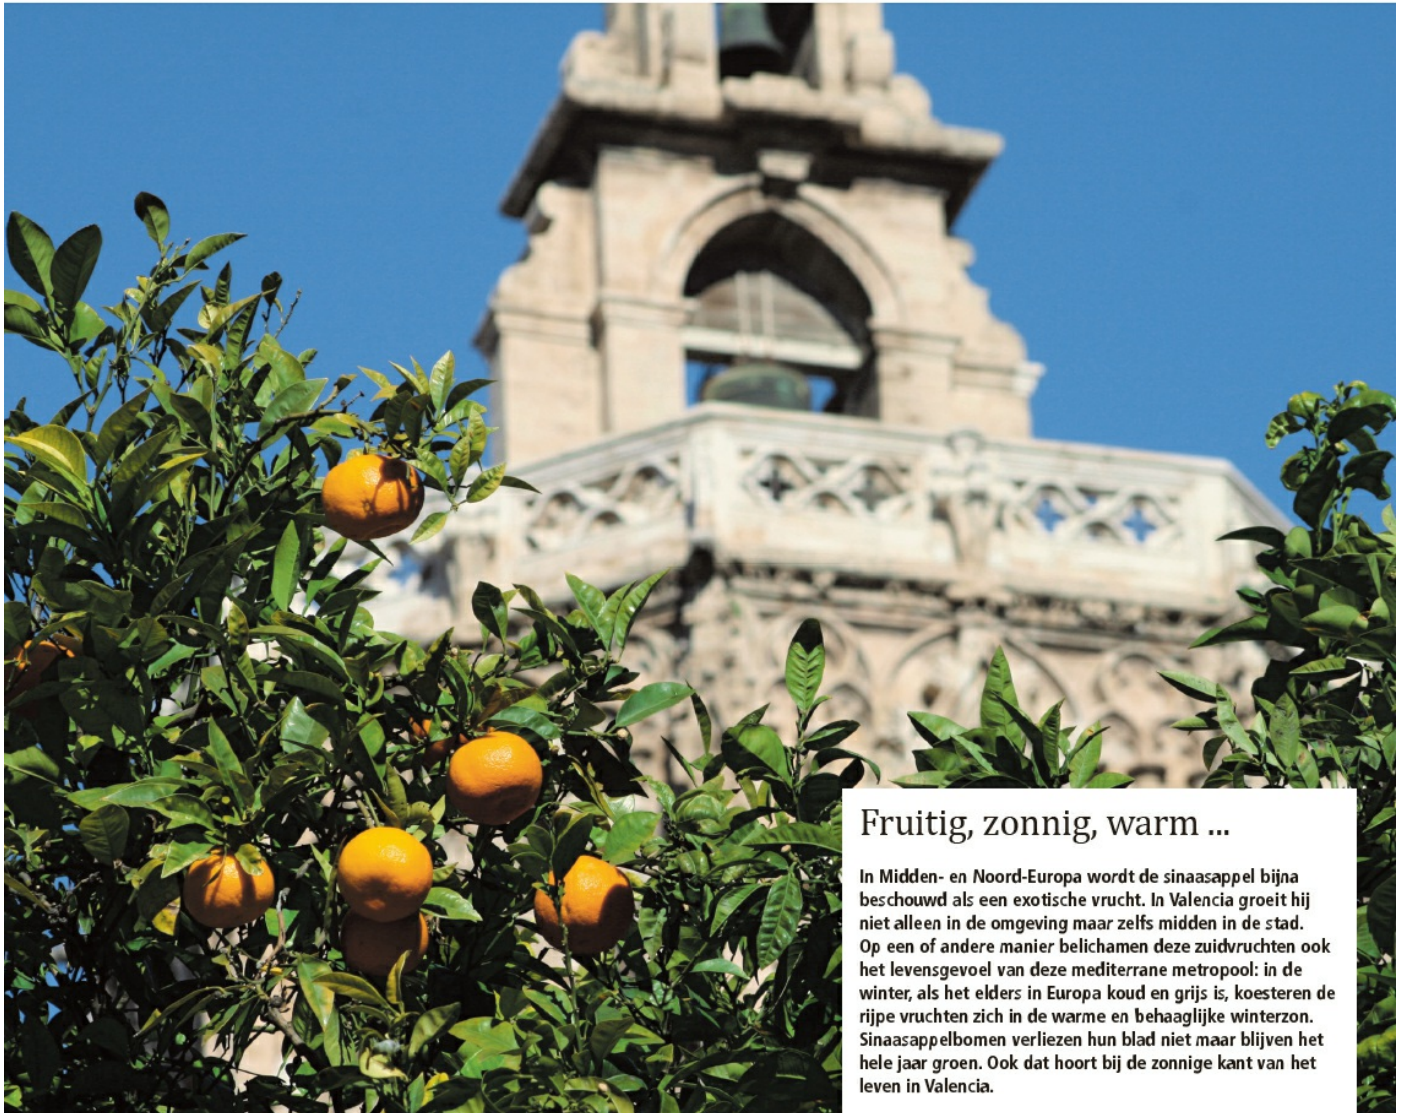 Fruitig, zonnig, warm ...
In Midden- en Noord-Europa wordt de sinaasappel bijna
beschouwd als een exotische vrucht. In Valencia groeit hij
niet alleen in de omgeving maar zelfs midden in de stad.
Op een of andere manier belichamen deze zuidvruchten ook
het levensgevoel van deze mediterrane metropool: in de
winter, als het elders in Europa koud en grijs is, koesteren de
rijpe vruchten zich in de warme en behaaglijke winterzon.
Sinaasappelbomen verliezen hun blad niet maar blijven het
hele jaar groen. Ook dat hoort bij de zonnige kant van het
leven in Valencia.